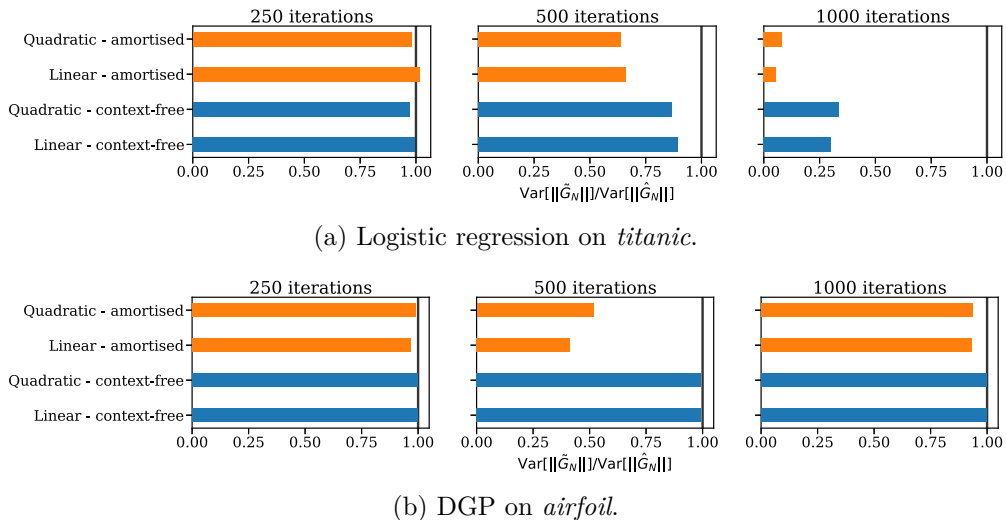 250 iterations 500 iterations 1000 iterations
Quadratic - amortised
Linear - amortised
Quadratic - context-free
Linear - context-free
0.00 0.25 0.50 0.75 1.00 0.00 0.25 0.50 0.75 1.00 0.00 0.25 0.50 0.75 1.00
Var[||G̃_N||]/Var[||Ĝ_N||]
(a) Logistic regression on titanic.
250 iterations 500 iterations 1000 iterations
Quadratic - amortised
Linear - amortised
Quadratic - context-free
Linear - context-free
0.00 0.25 0.50 0.75 1.00 0.00 0.25 0.50 0.75 1.00 0.00 0.25 0.50 0.75 1.00
Var[||G̃_N||]/Var[||Ĝ_N||]
(b) DGP on airfoil.